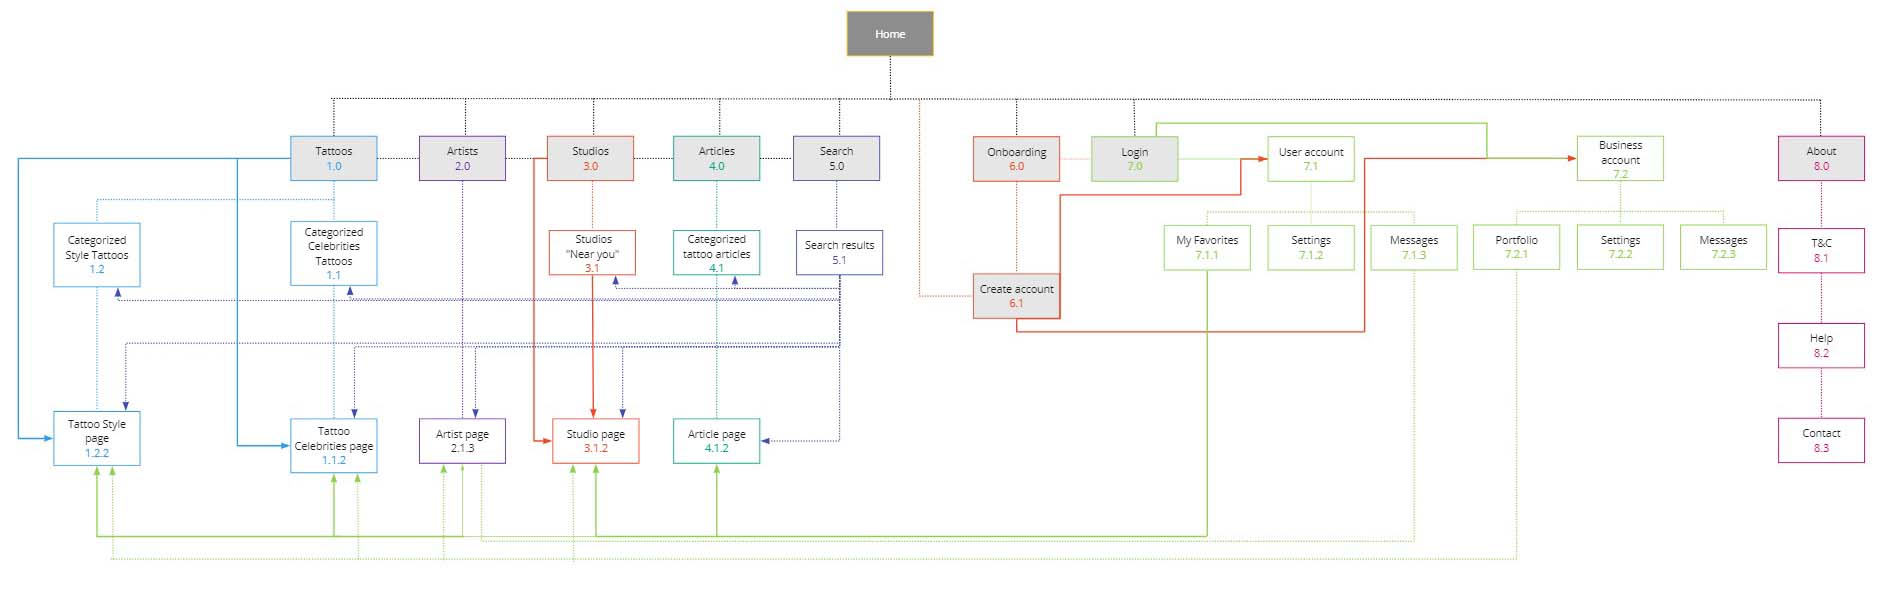 Home
Tattoos
1.0
Artists
2.0
Studios
3.0
Articles
4.0
Search
5.0
Onboarding
6.0
Login
7.0
User account
7.1
Business
account
7.2
About
8.0
Categorized
Style Tattoos
1.2
Categorized
Celebrities
Tattoos
1.1
Studios
"Near you"
3.1
Categorized
tattoo articles
4.1
Search results
5.1
Create account
6.1
My Favorites
7.1.1
Settings
7.1.2
Messages
7.1.3
Portfolio
7.2.1
Settings
7.2.2
Messages
7.2.3
T&C
8.1
Help
8.2
Tattoo Style
page
1.2.2
Tattoo
Celebrities page
1.1.2
Artist page
2.1.3
Studio page
3.1.2
Article page
4.1.2
Contact
8.3